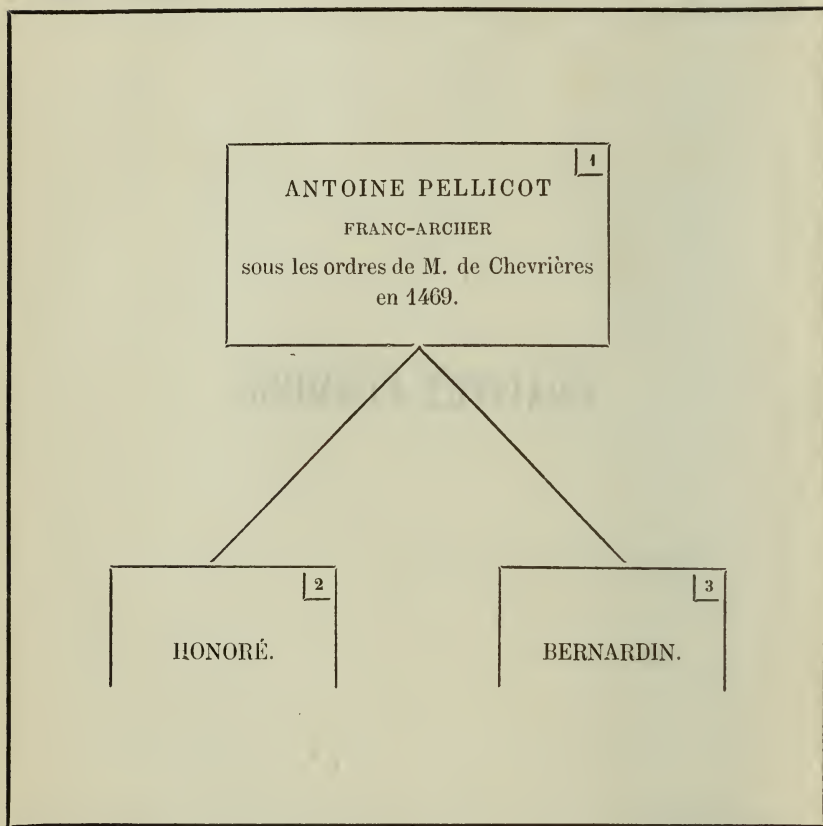 1
ANTOINE PELLICOT
FRANC-ARCHER
sous les ordres de M. de Chevrières
en 1469.
2
HONORÉ.
3
BERNARDIN.